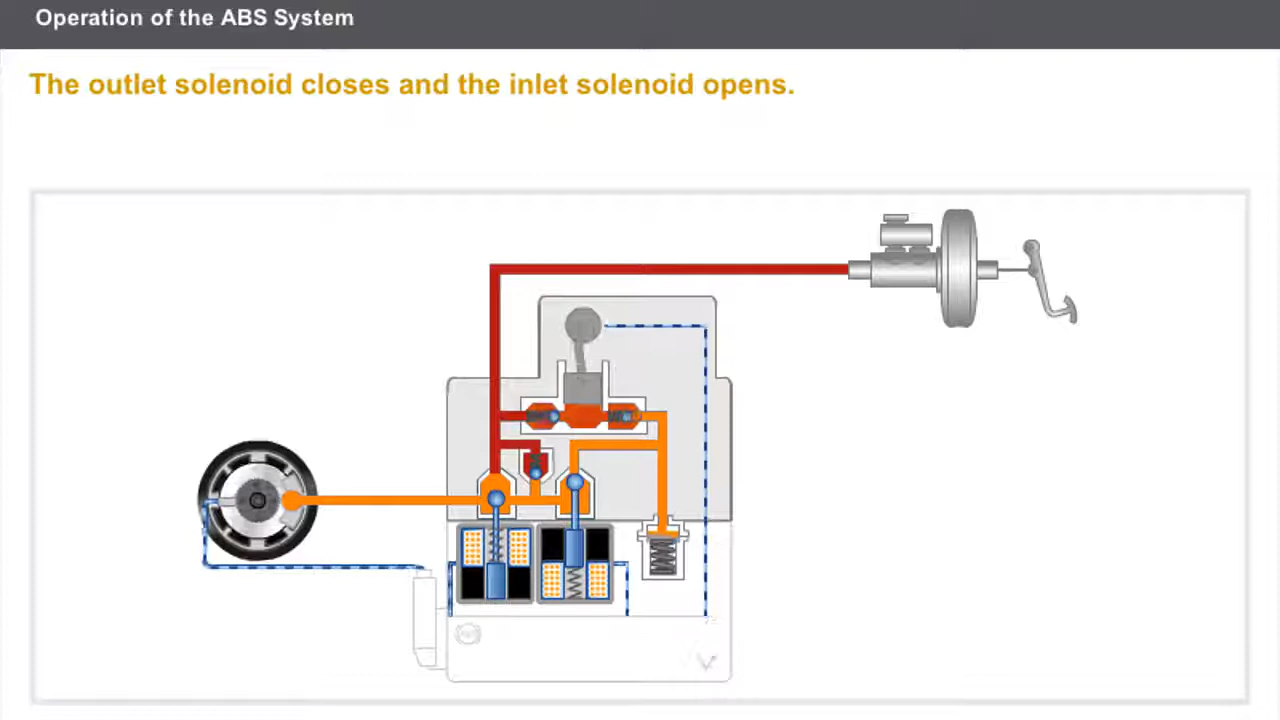 Operation of the ABS System
The outlet solenoid closes and the inlet solenoid opens.